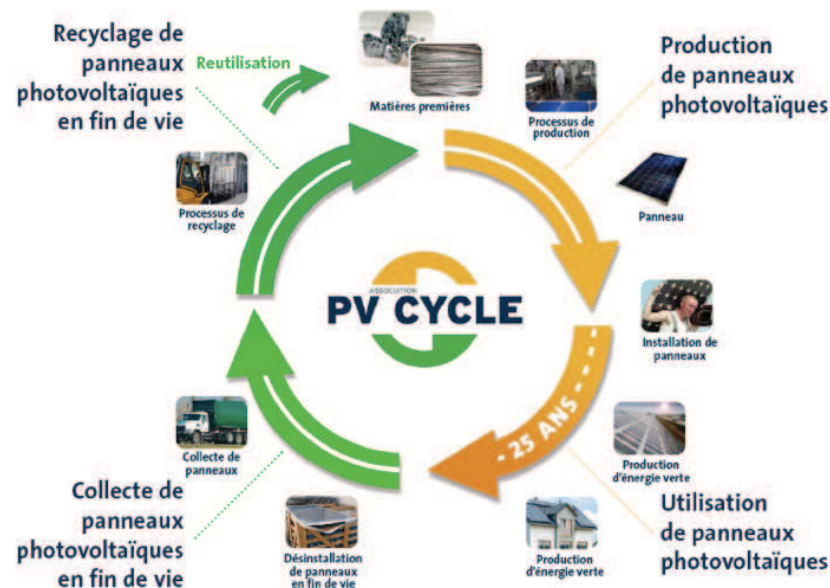 Recyclage de
panneaux
photovoltaïques
en fin de vie
Reutilisation
Matières premières
Processus de
production
Production
de panneaux
photovoltaïques
Processus de
recyclage
Panneau
ASSOCIATION
PV CYCLE
Installation de
panneaux
- 25 ANS -
Collecte de
panneaux
Production
d'énergie verte
Collecte de
panneaux
photovoltaïques
en fin de vie
Désinstallation
de panneaux
en fin de vie
Production
d'énergie verte
Utilisation
de panneaux
photovoltaïques